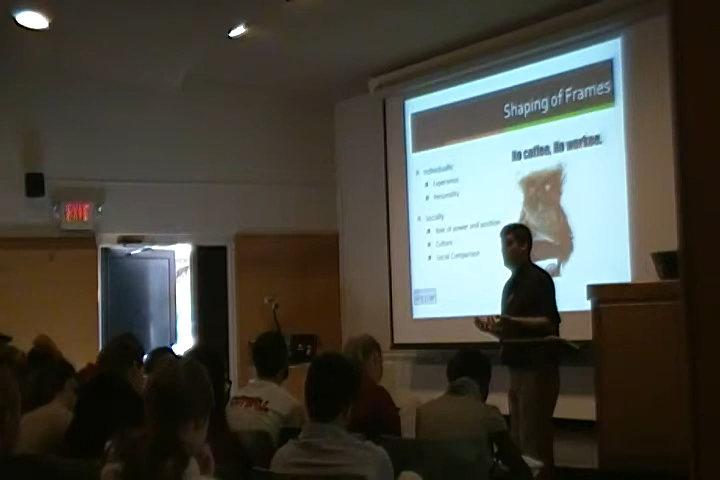 EXIT
Shaping of Frames
No coffee, No workee.
Individually
Experience
Personality
Socially
Role of power and position
Culture
Social Comparison